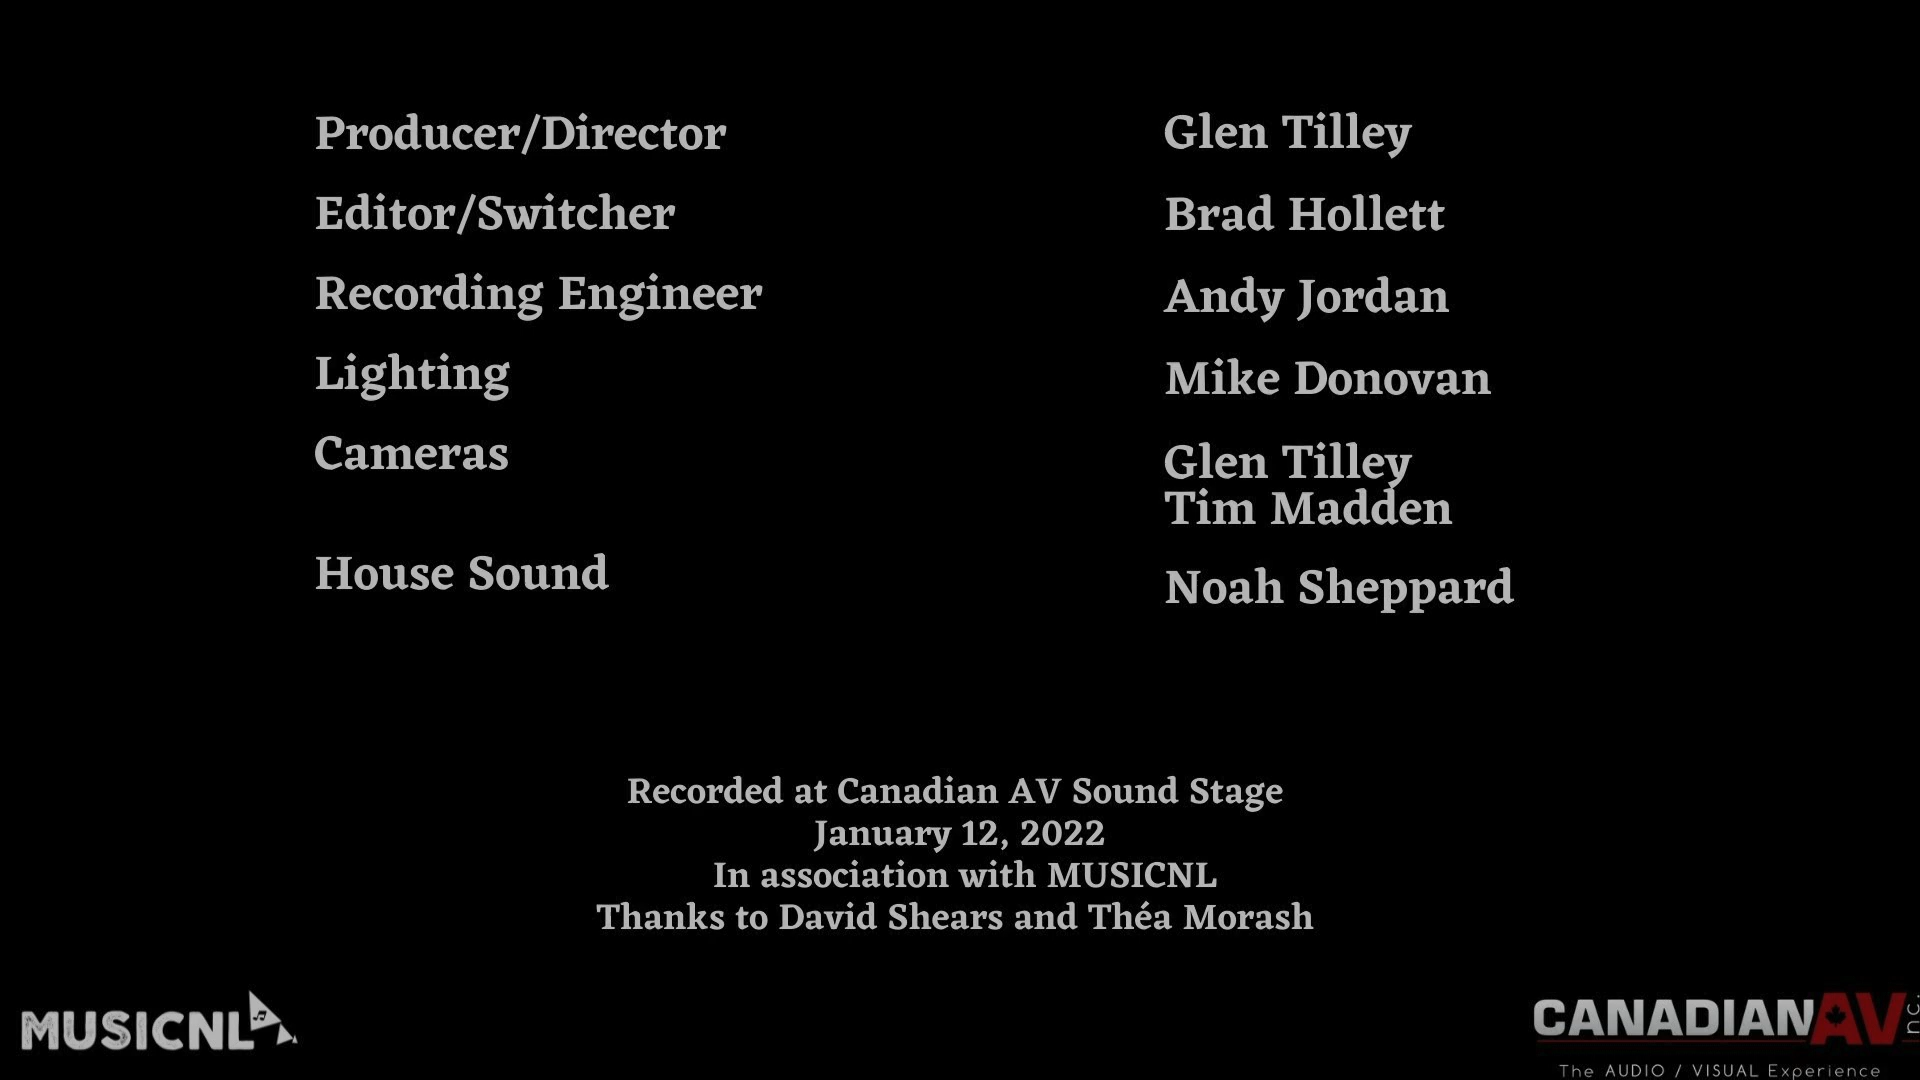 Producer/Director Glen Tilley
Editor/Switcher Brad Hollett
Recording Engineer Andy Jordan
Lighting Mike Donovan
Cameras Glen Tilley
Tim Madden
House Sound Noah Sheppard
Recorded at Canadian AV Sound Stage
January 12, 2022
In association with MUSICNL
Thanks to David Shears and Théa Morash
MUSICNL
CANADIANAV nc.
The AUDIO / VISUAL Experience